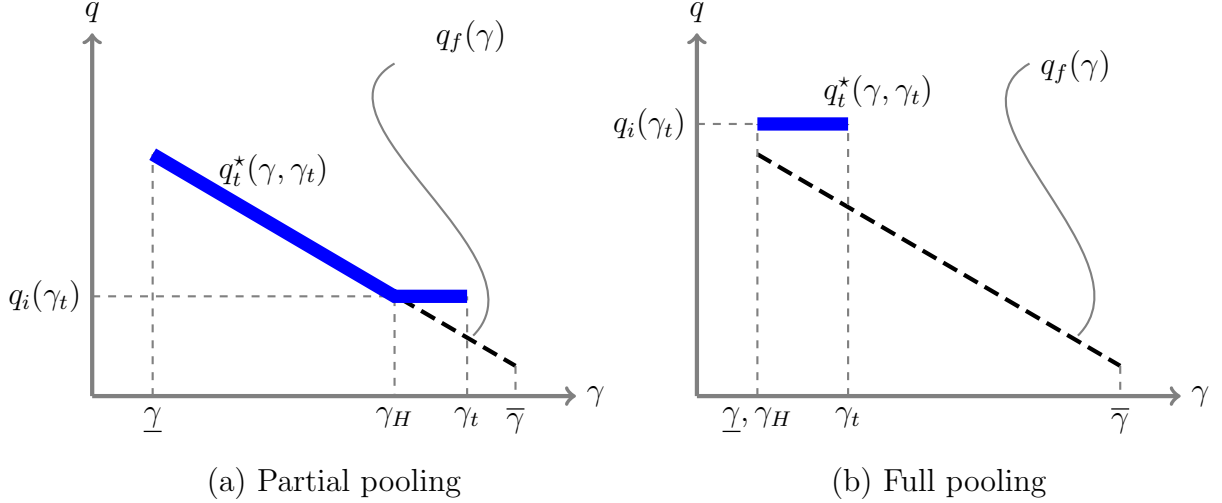 q
q_f(γ)
q_t^⋆(γ, γ_t)
q_i(γ_t)
γ
γ̲
γ_H
γ_t
γ̅
(a) Partial pooling
q
q_f(γ)
q_t^⋆(γ, γ_t)
q_i(γ_t)
γ
γ̲, γ_H
γ_t
γ̅
(b) Full pooling